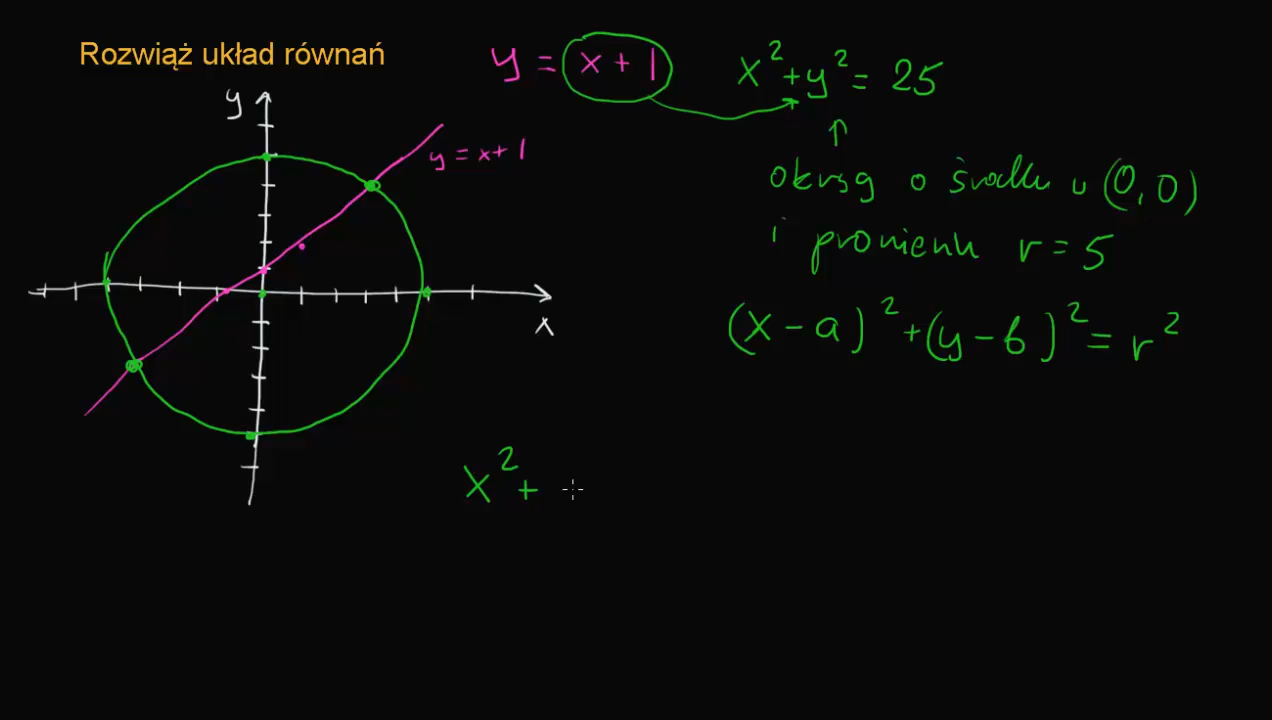 Rozwiąż układ równań
y = x + 1
x² + y² = 25
y
y = x + 1
okrąg o środku w (0, 0)
i promieniu r = 5
x
(x - a)² + (y - b)² = r²
x² +